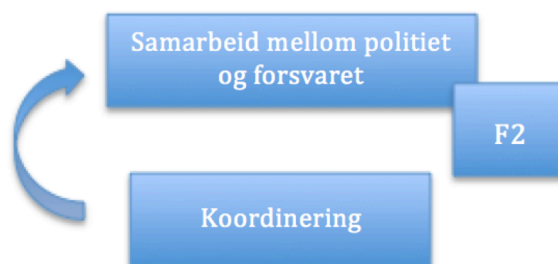 Samarbeid mellom politiet
og forsvaret
F2
Koordinering